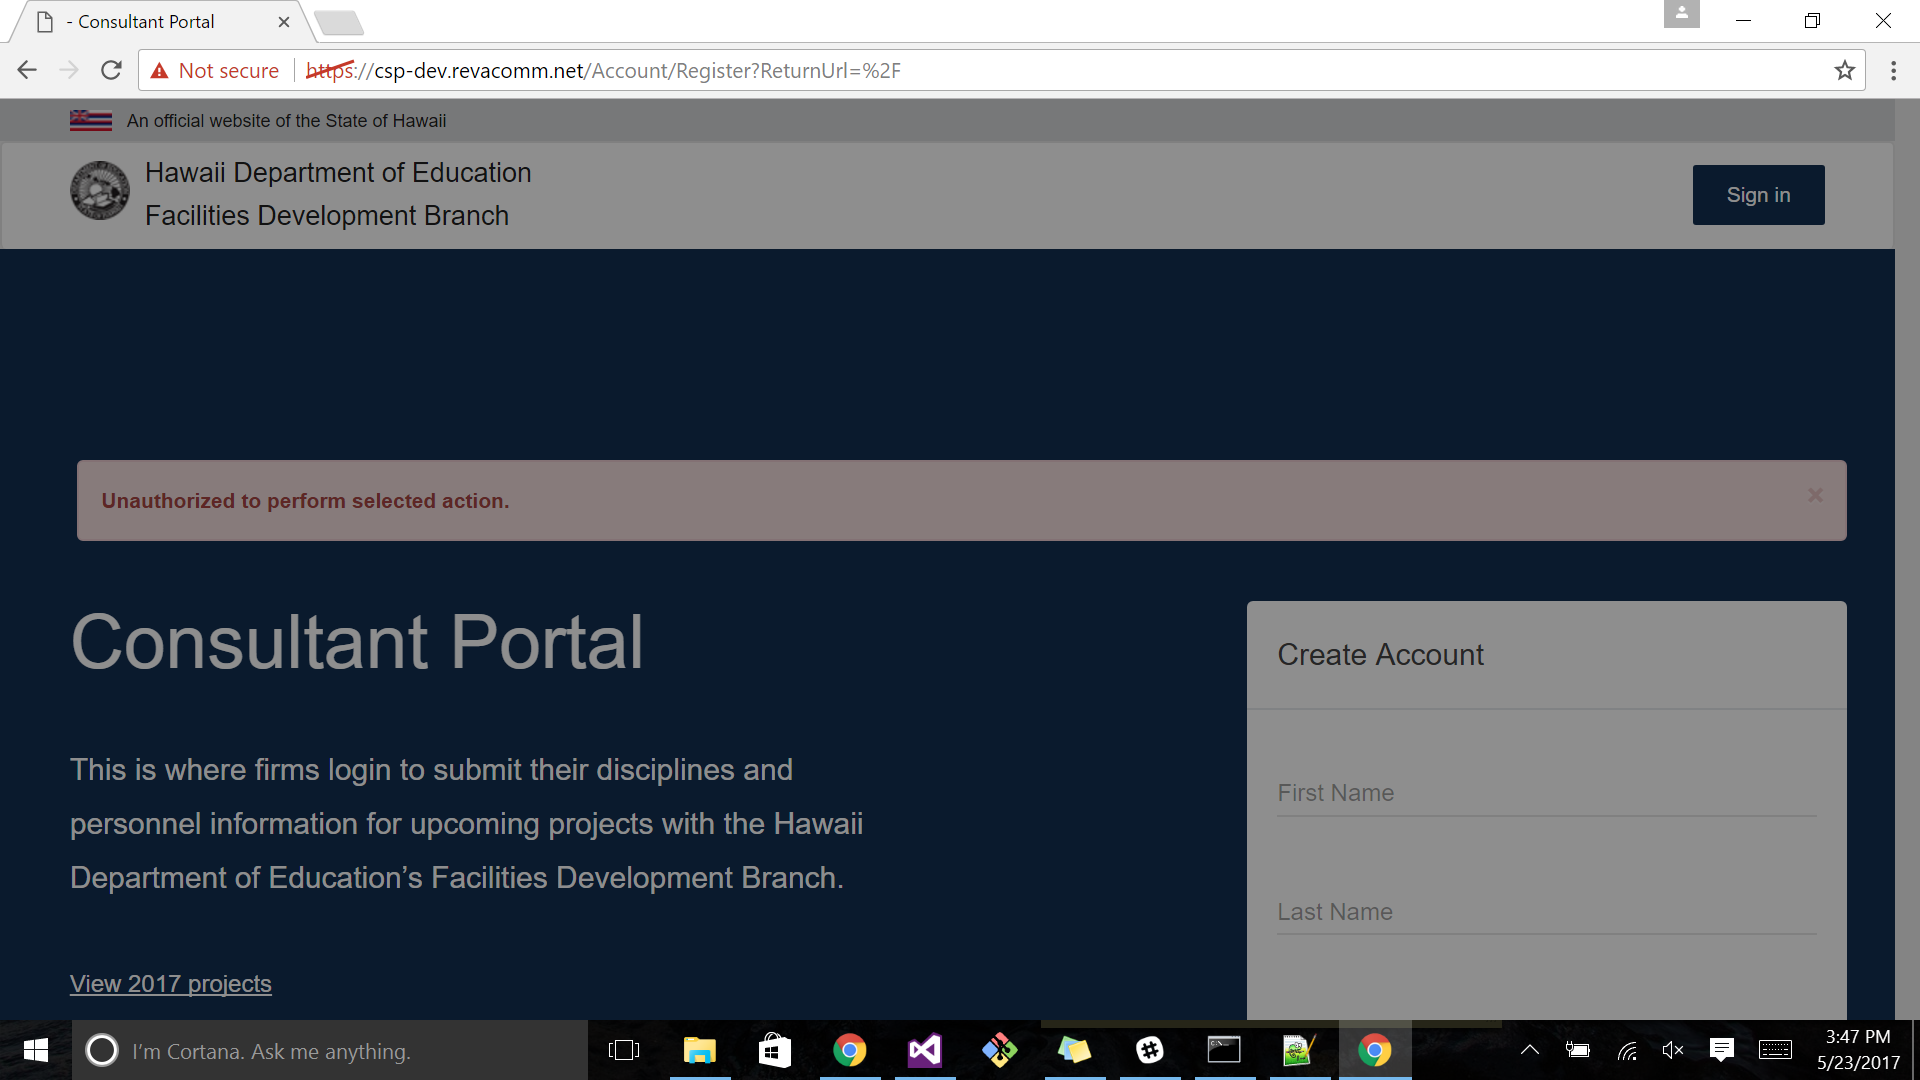 - Consultant Portal
Not secure https://csp-dev.revacomm.net/Account/Register?ReturnUrl=%2F
An official website of the State of Hawaii
Hawaii Department of Education
Facilities Development Branch
Sign in
Unauthorized to perform selected action.
Consultant Portal
Create Account
This is where firms login to submit their disciplines and
personnel information for upcoming projects with the Hawaii
Department of Education’s Facilities Development Branch.
First Name
Last Name
View 2017 projects
I'm Cortana. Ask me anything.
3:47 PM
5/23/2017